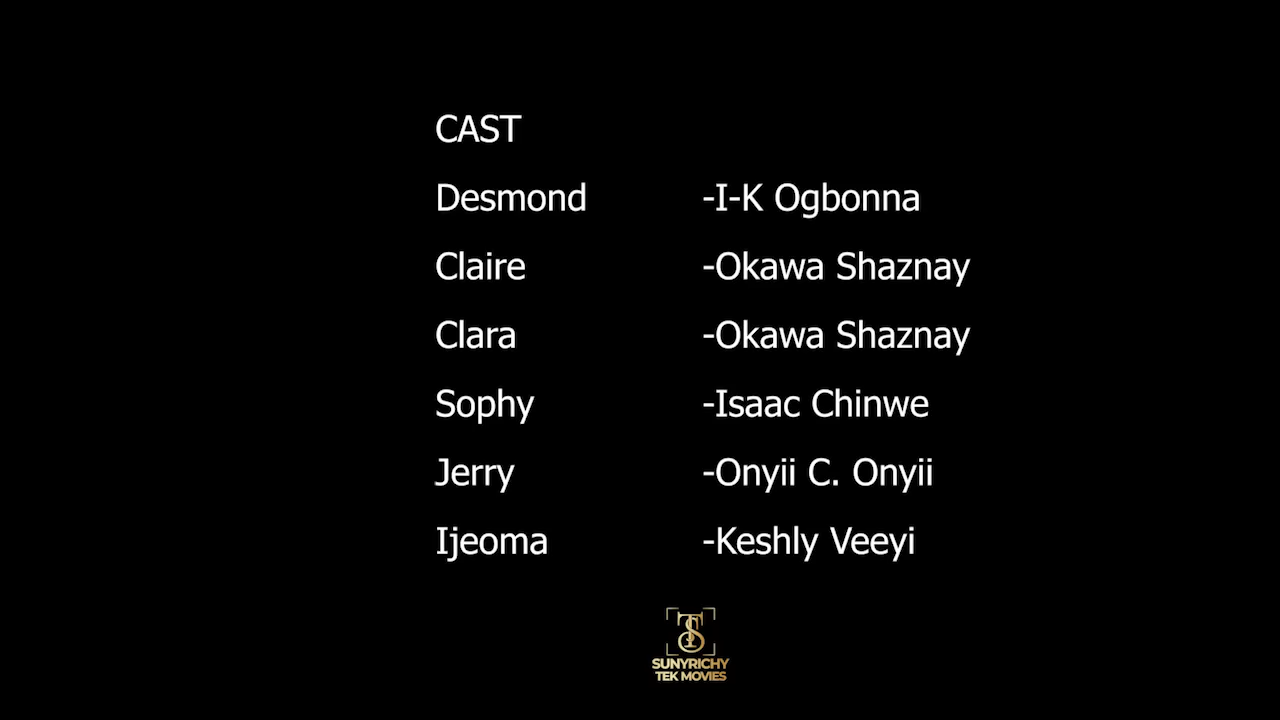 CAST
Desmond -I-K Ogbonna
Claire -Okawa Shaznay
Clara -Okawa Shaznay
Sophy -Isaac Chinwe
Jerry -Onyii C. Onyii
Ijeoma -Keshly Veeyi
TS
SUNYRICHY
TEK MOVIES